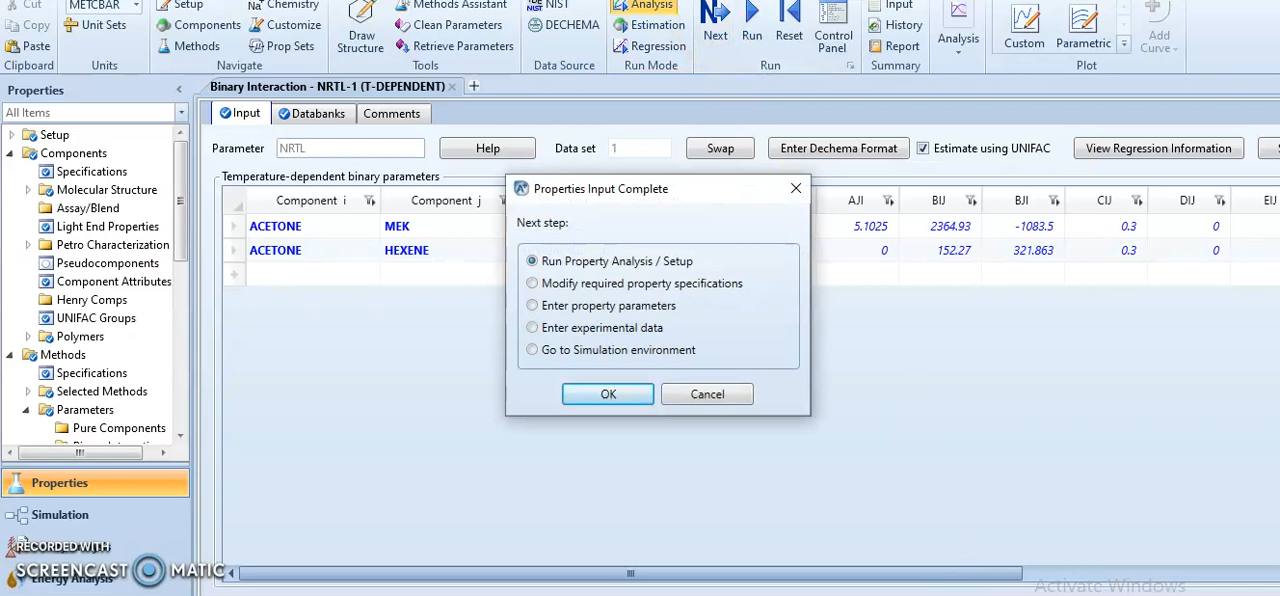 Cut METCBAR Setup Chemistry Methods Assistant NIST Analysis Input
Copy Unit Sets Components Customize Clean Parameters DECHEMA Estimation Next Run Reset Control Panel History Analysis Custom Parametric Add Curve
Paste Methods Prop Sets Draw Structure Retrieve Parameters Regression Report
Clipboard Units Navigate Tools Data Source Run Mode Run Summary Plot
Properties
All Items
Setup
Components
Specifications
Molecular Structure
Assay/Blend
Light End Properties
Petro Characterization
Pseudocomponents
Component Attributes
Henry Comps
UNIFAC Groups
Polymers
Methods
Specifications
Selected Methods
Parameters
Pure Components
Properties
Simulation
Energy Analysis
RECORDED WITH
SCREENCAST MATIC
Binary Interaction - NRTL-1 (T-DEPENDENT) × +
Input Databanks Comments
Parameter NRTL Help Data set 1 Swap Enter Dechema Format Estimate using UNIFAC View Regression Information
Temperature-dependent binary parameters
Component i Component j AJI BIJ BJI CIJ DIJ EIJ
ACETONE MEK 5.1025 2364.93 -1083.5 0.3 0
ACETONE HEXENE 0 152.27 321.863 0.3 0
Properties Input Complete
Next step:
Run Property Analysis / Setup
Modify required property specifications
Enter property parameters
Enter experimental data
Go to Simulation environment
OK Cancel
Activate Windows